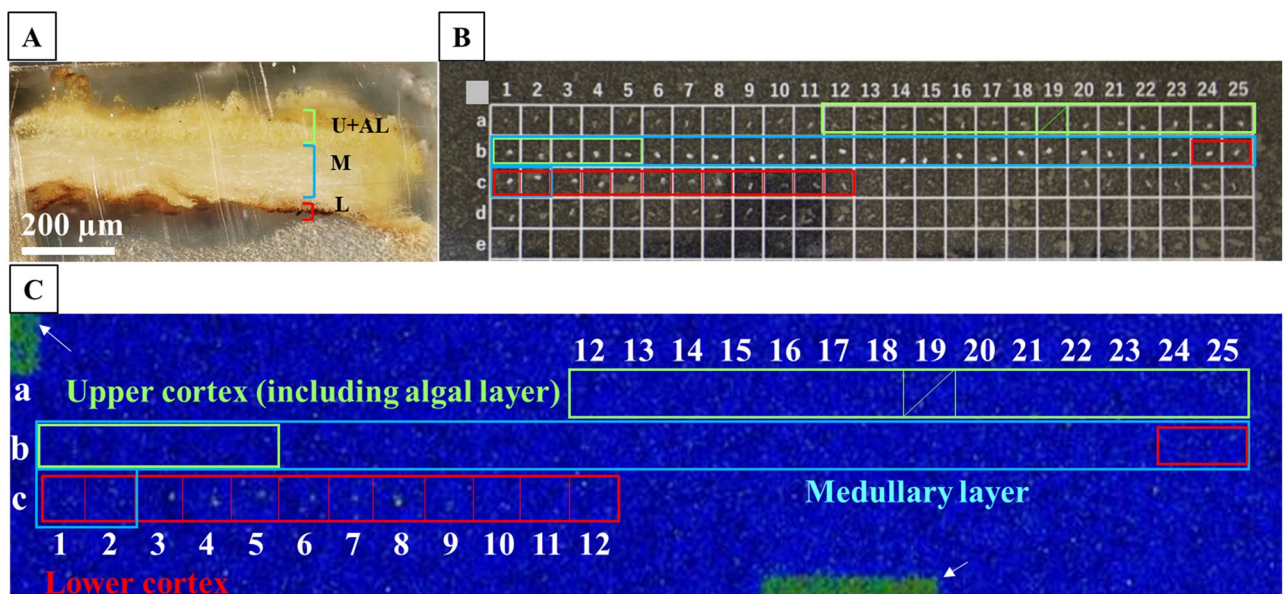 A
U+AL
M
L
200 µm
B
1 2 3 4 5 6 7 8 9 10 11 12 13 14 15 16 17 18 19 20 21 22 23 24 25
a
b
c
d
e
C
12 13 14 15 16 17 18 19 20 21 22 23 24 25
a
Upper cortex (including algal layer)
b
c
Medullary layer
1 2 3 4 5 6 7 8 9 10 11 12
Lower cortex